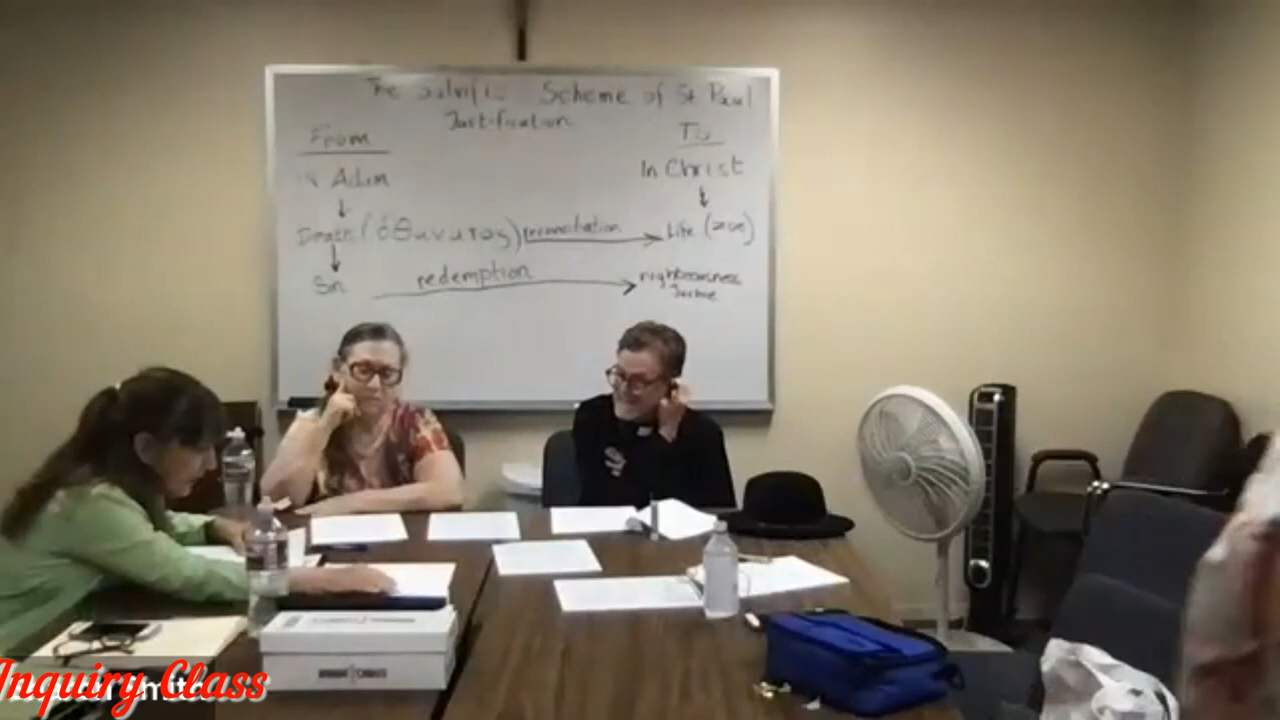 The salvific Scheme of St Paul
Justification
From To
In Adam In Christ
Death (ὁ θανατος) reconciliation Life (zoe)
Sin redemption righteousness
Justice
Inquiry Class